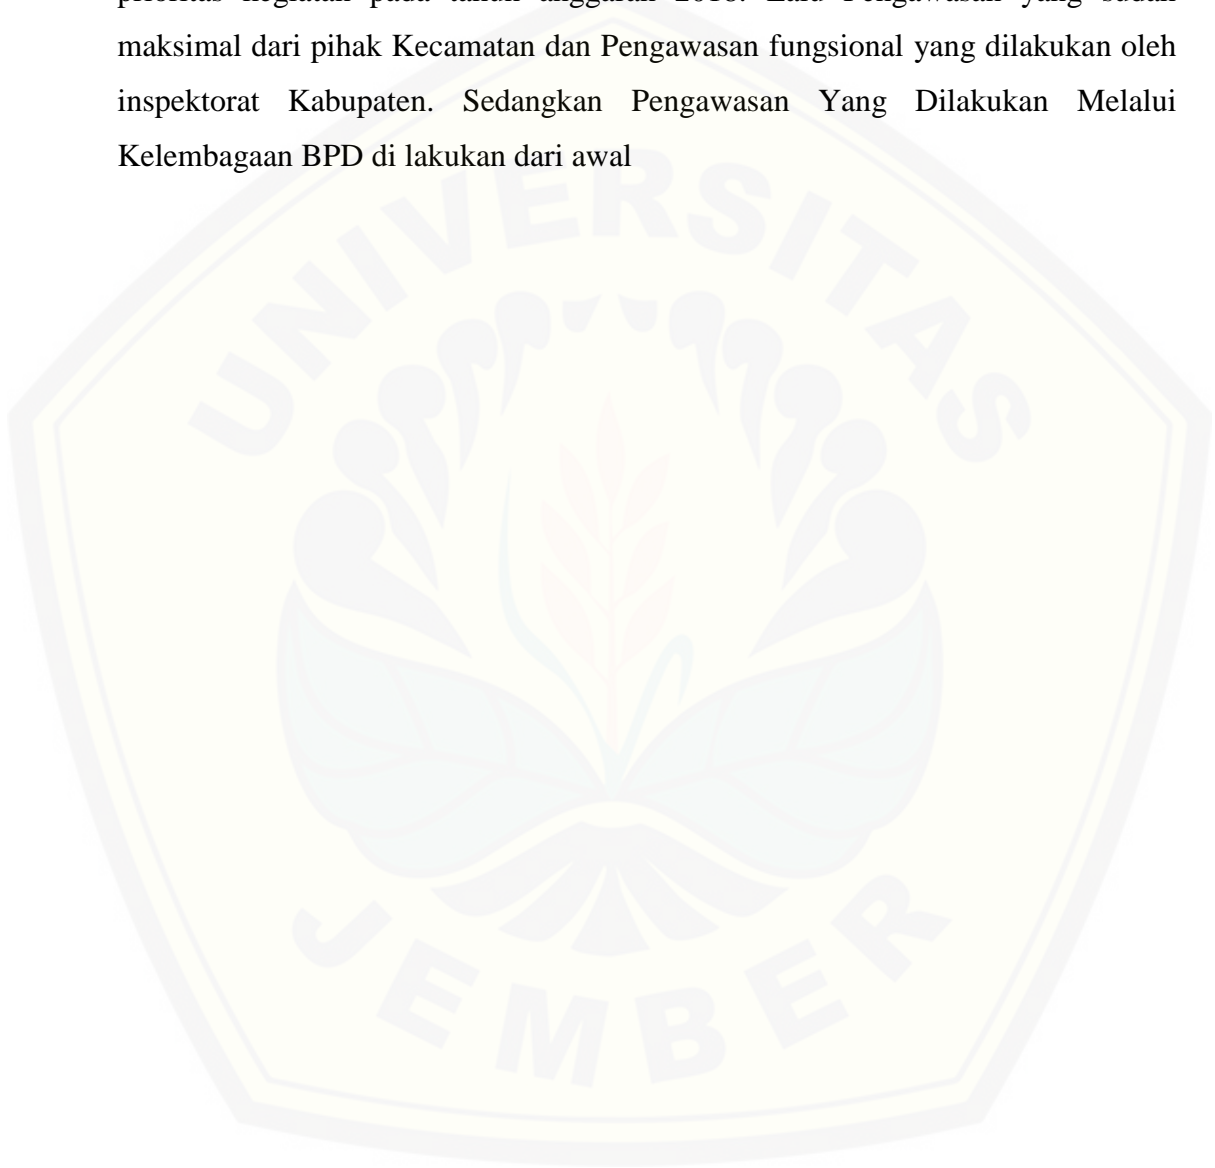 prioritas kegiatan pada tahun anggaran 2018. Lalu Pengawasan yang sudah
maksimal dari pihak Kecamatan dan Pengawasan fungsional yang dilakukan oleh
inspektorat Kabupaten. Sedangkan Pengawasan Yang Dilakukan Melalui
Kelembagaan BPD di lakukan dari awal
UNIVERSITAS
JEMBER